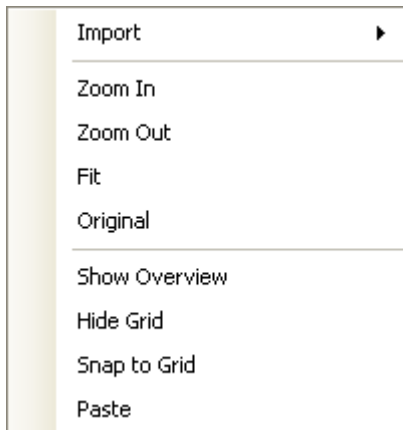 Import
Zoom In
Zoom Out
Fit
Original
Show Overview
Hide Grid
Snap to Grid
Paste